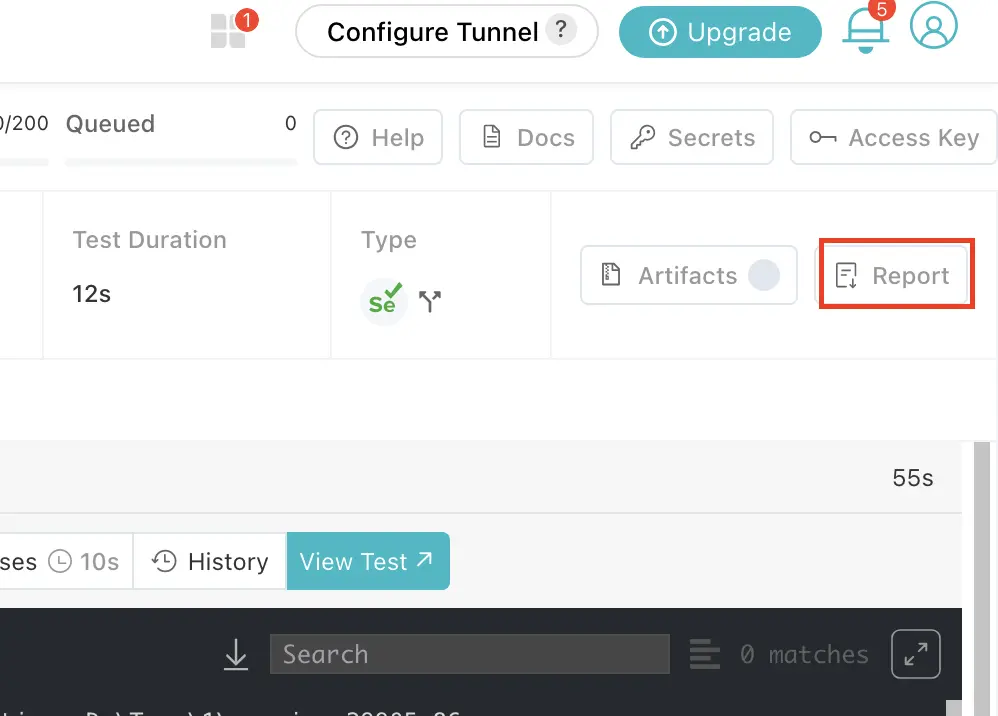 1
Configure Tunnel ?
Upgrade
5
0/200
Queued 0
Help
Docs
Secrets
Access Key
Test Duration
12s
Type
Se
Artifacts
Report
55s
ses 10s
History
View Test
Search
0 matches